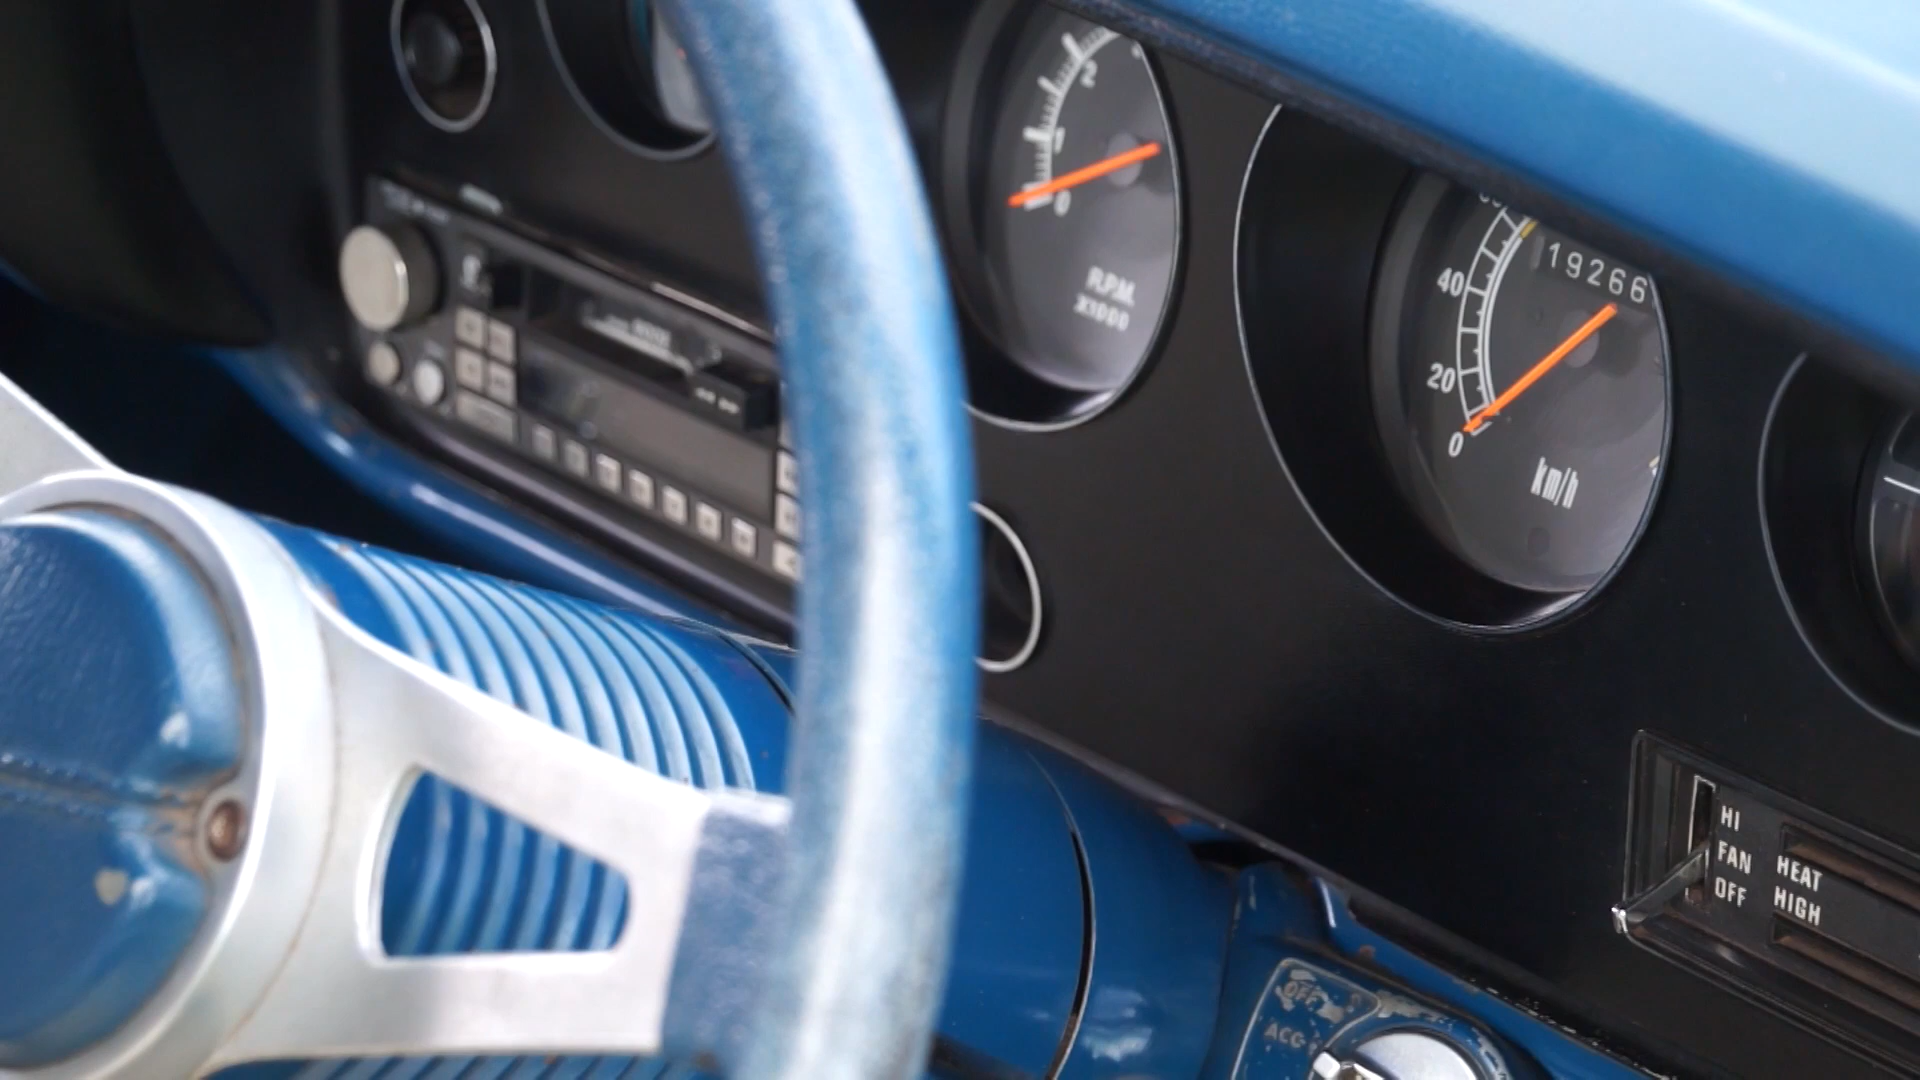 2
1
0
R.P.M.
X1000
19266
40
20
0
km/h
HI
FAN
OFF
HEAT
HIGH
OFF
ACC